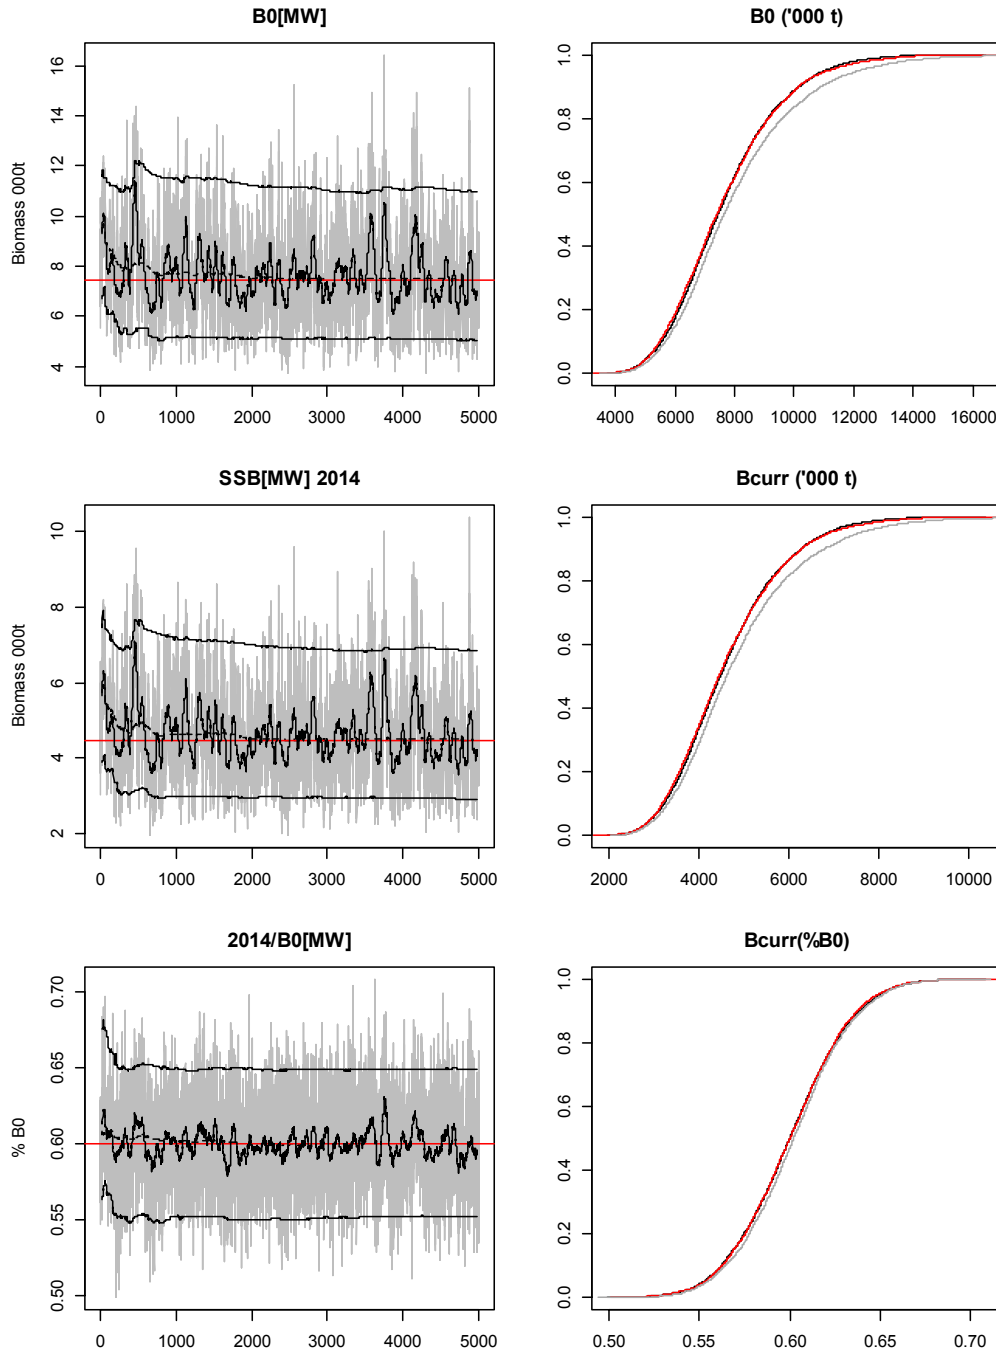 B0[MW]
Biomass 000t
4 6 8 10 12 14 16
0 1000 2000 3000 4000 5000
B0 ('000 t)
0.0 0.2 0.4 0.6 0.8 1.0
4000 6000 8000 10000 12000 14000 16000
SSB[MW] 2014
Biomass 000t
2 4 6 8 10
0 1000 2000 3000 4000 5000
Bcurr ('000 t)
0.0 0.2 0.4 0.6 0.8 1.0
2000 4000 6000 8000 10000
2014/B0[MW]
% B0
0.50 0.55 0.60 0.65 0.70
0 1000 2000 3000 4000 5000
Bcurr(%B0)
0.0 0.2 0.4 0.6 0.8 1.0
0.50 0.55 0.60 0.65 0.70